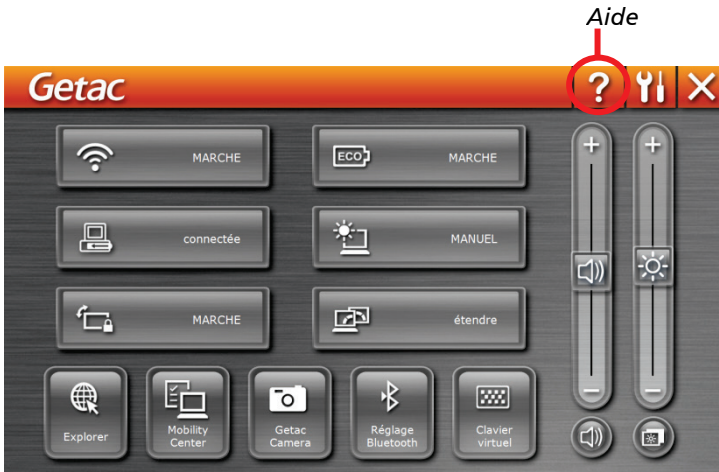 Aide
Getac ?
MARCHE
ECO MARCHE
connectée
MANUEL
MARCHE
étendre
+ +
− −
Explorer
Mobility
Center
Getac
Camera
Réglage
Bluetooth
Clavier
virtuel